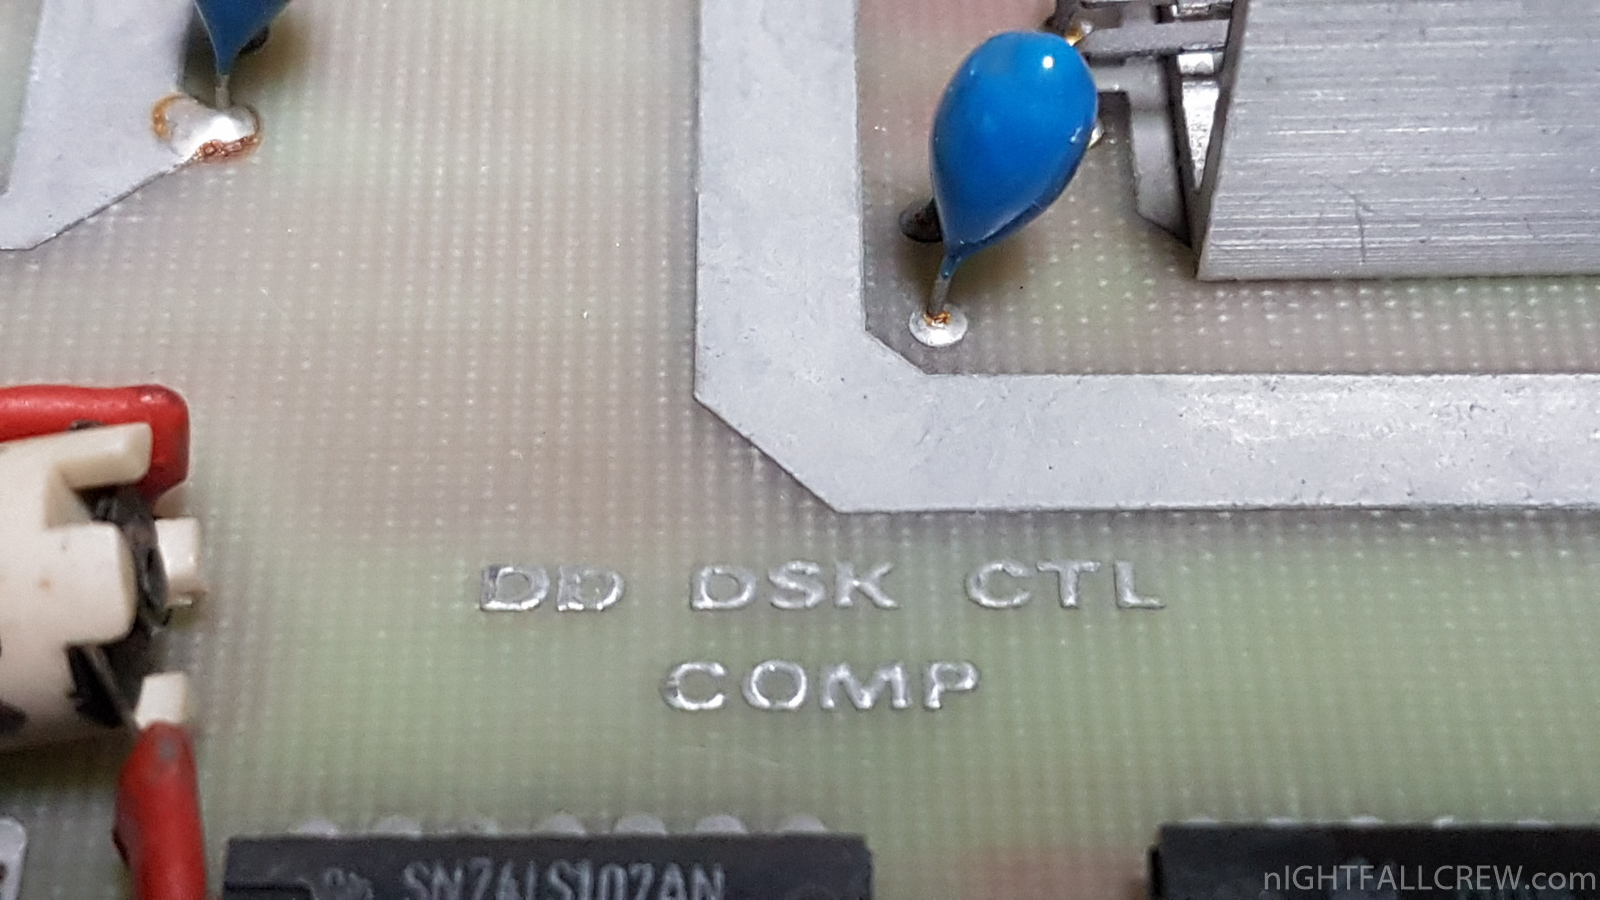 DD DSK CTL
COMP
SN74LS107AN
nIGHTFALLCREW.com